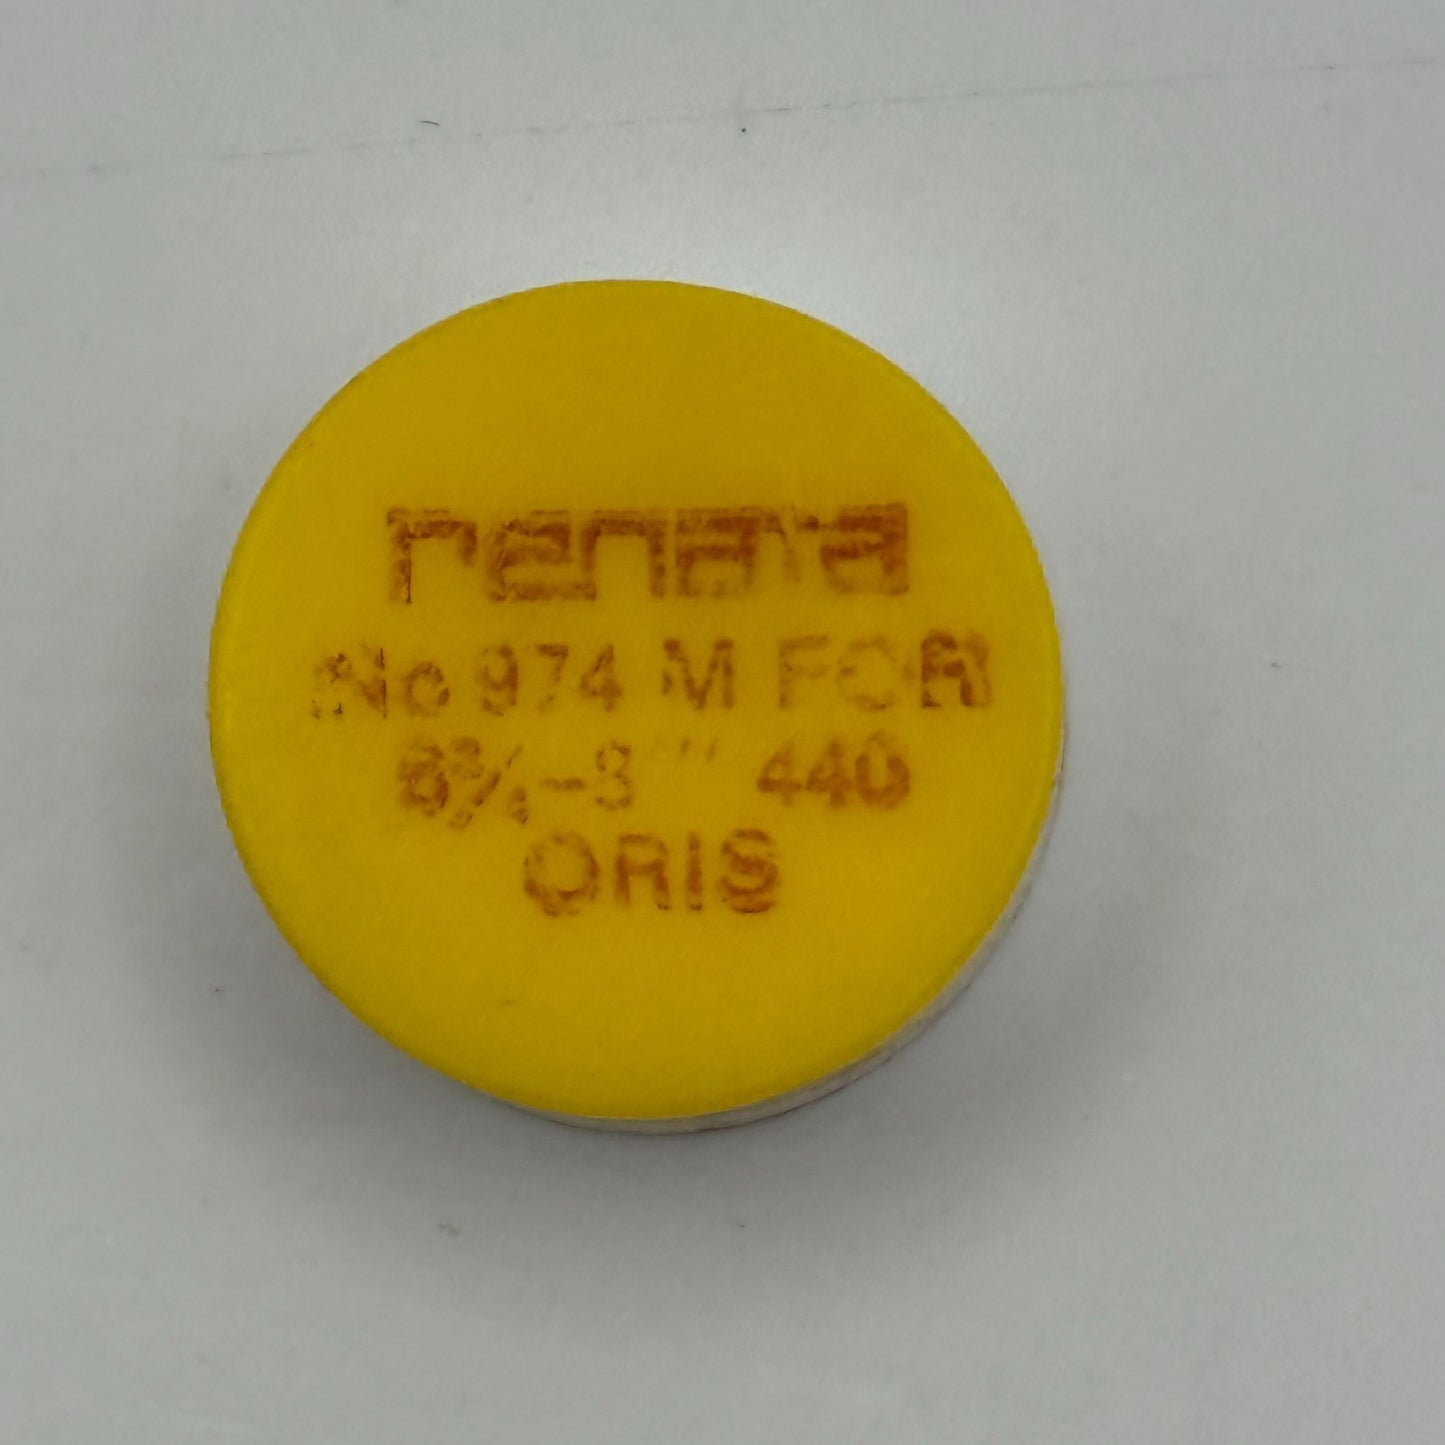 renata
No 974 M FOR
6¾-8 ''' 440
ORIS